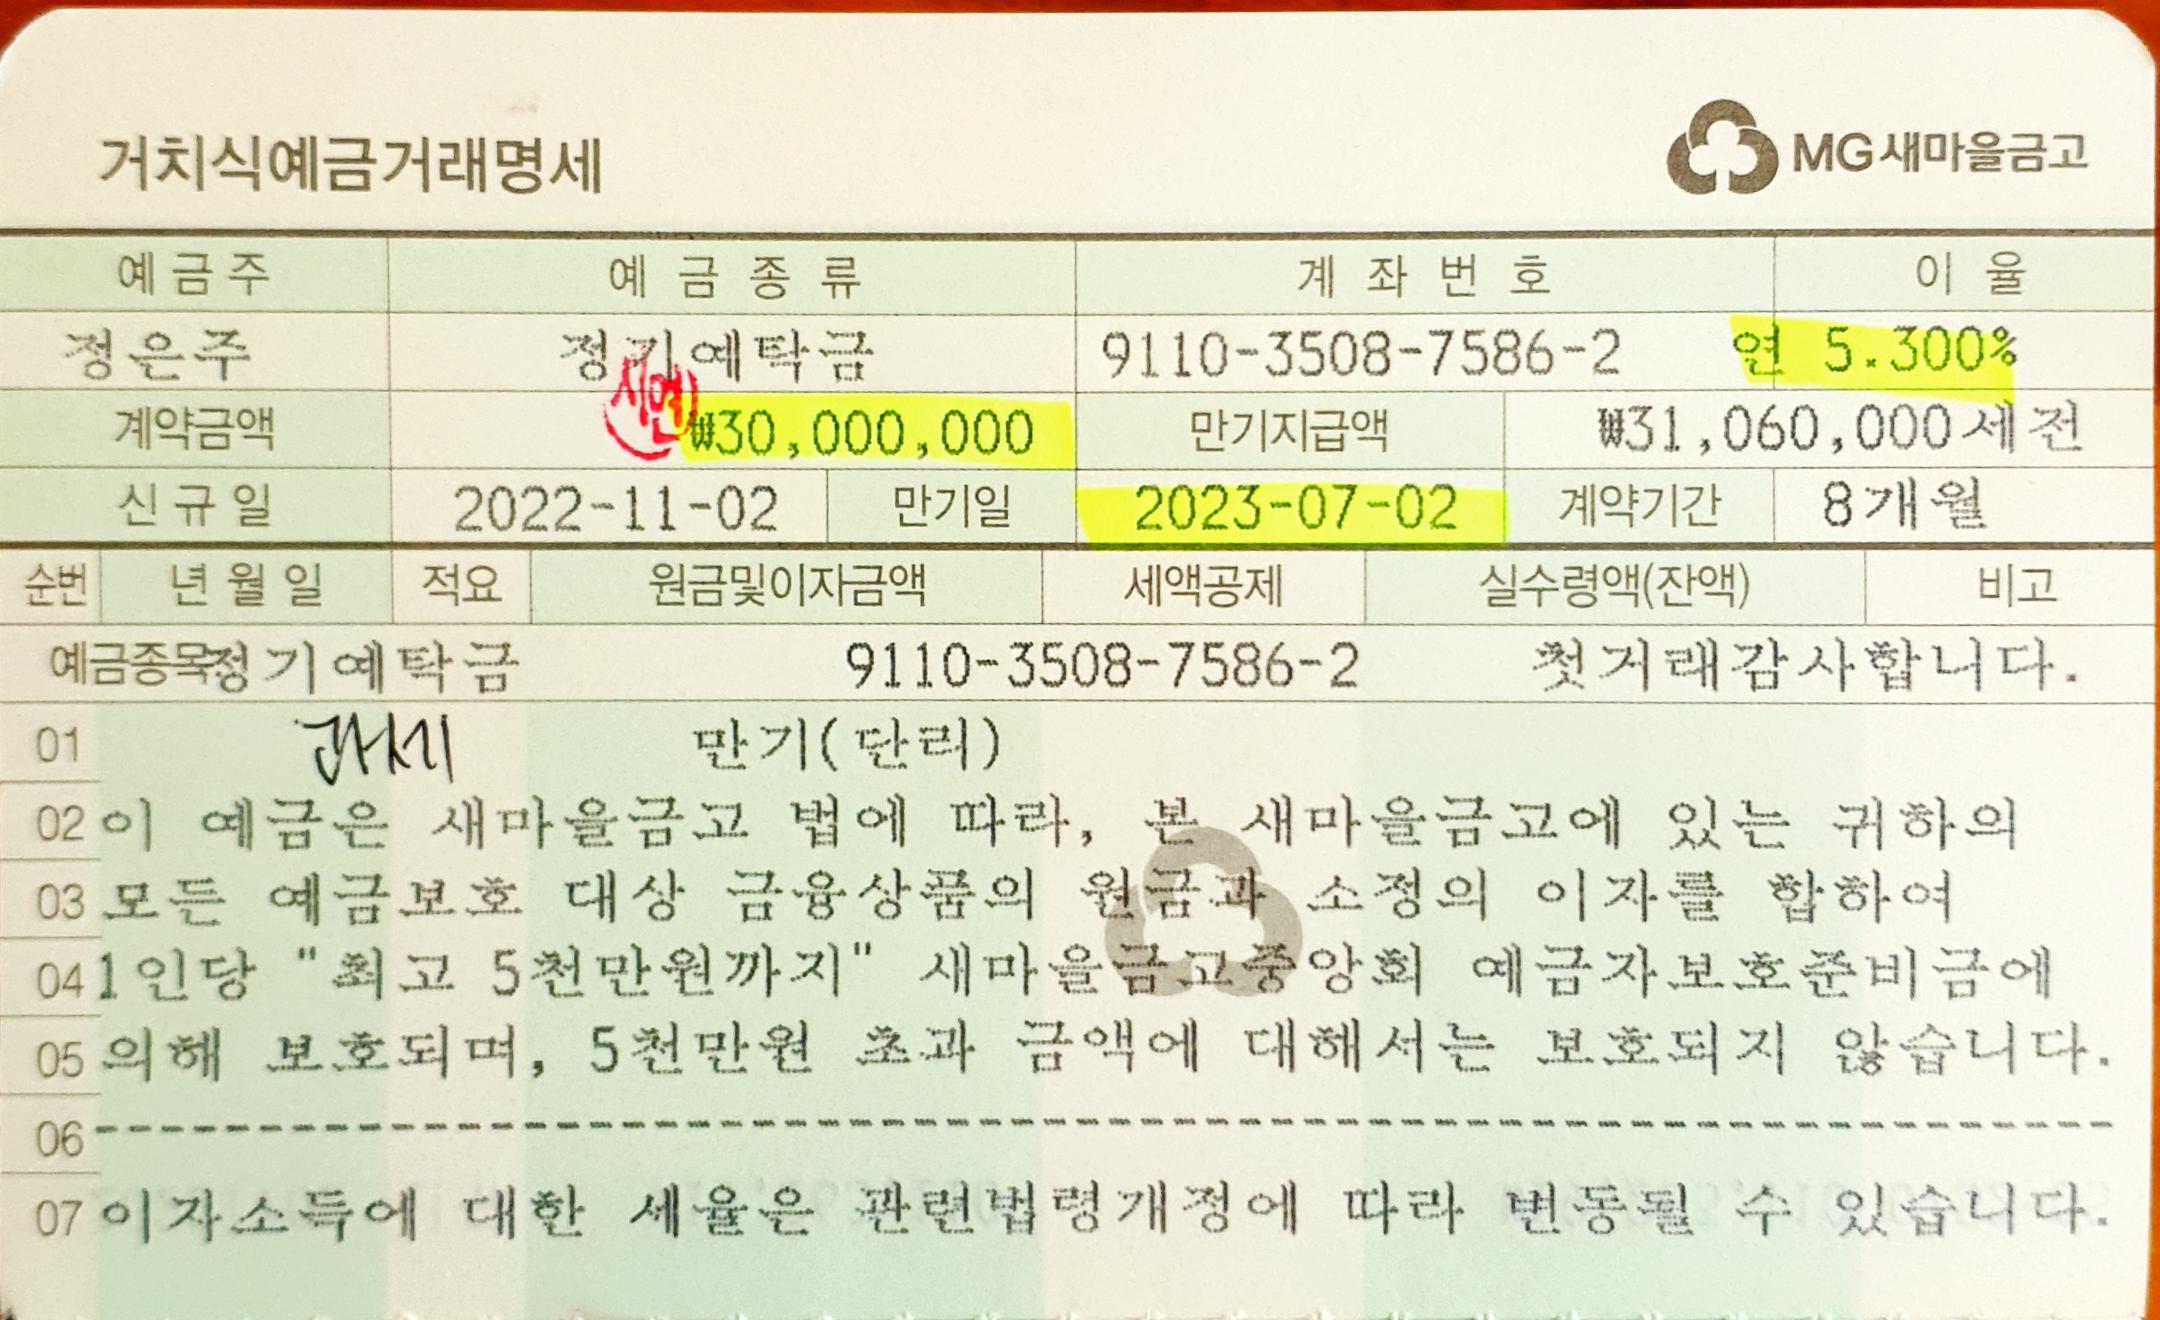 거치식예금거래명세 MG새마을금고
예금주 예금종류 계좌번호 이율
정은주 정기예탁금 9110-3508-7586-2 연 5.300%
계약금액 ₩30,000,000 만기지급액 ₩31,060,000세전
신규일 2022-11-02 만기일 2023-07-02 계약기간 8개월
순번 년월일 적요 원금및이자금액 세액공제 실수령액(잔액) 비고
예금종목 정기예탁금 9110-3508-7586-2 첫거래감사합니다.
01 만기(단리)
02 이 예금은 새마을금고 법에 따라, 본 새마을금고에 있는 귀하의
03 모든 예금보호 대상 금융상품의 원금과 소정의 이자를 합하여
04 1인당 "최고 5천만원까지" 새마을금고중앙회 예금자보호준비금에
05 의해 보호되며, 5천만원 초과 금액에 대해서는 보호되지 않습니다.
06
07 이자소득에 대한 세율은 관련법령개정에 따라 변동될 수 있습니다.